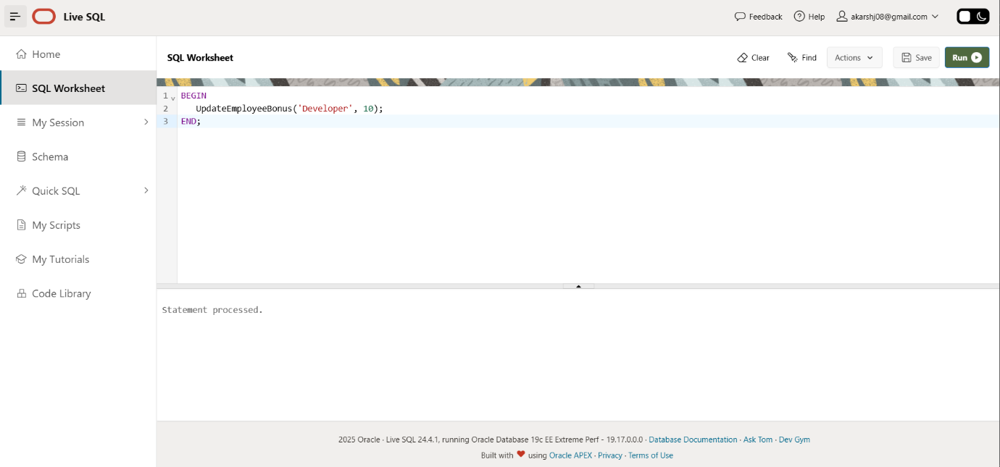 Live SQL
Feedback
Help
akarshj08@gmail.com
Home
SQL Worksheet
My Session
Schema
Quick SQL
My Scripts
My Tutorials
Code Library
SQL Worksheet
Clear
Find
Actions
Save
Run
1 BEGIN
2 UpdateEmployeeBonus('Developer', 10);
3 END;
Statement processed.
2025 Oracle · Live SQL 24.4.1, running Oracle Database 19c EE Extreme Perf - 19.17.0.0.0 · Database Documentation · Ask Tom · Dev Gym
Built with ❤ using Oracle APEX · Privacy · Terms of Use